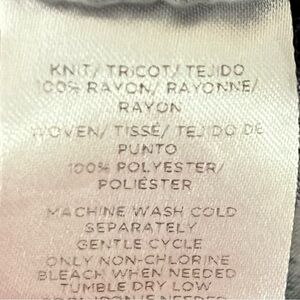 KNIT/ TRICOT/ TEJIDO
100% RAYON/ RAYONNE/
RAYON
WOVEN/ TISSÉ/ TEJIDO DE
PUNTO
100% POLYESTER/
POLIÉSTER
MACHINE WASH COLD
SEPARATELY
GENTLE CYCLE
ONLY NON-CHLORINE
BLEACH WHEN NEEDED
TUMBLE DRY LOW